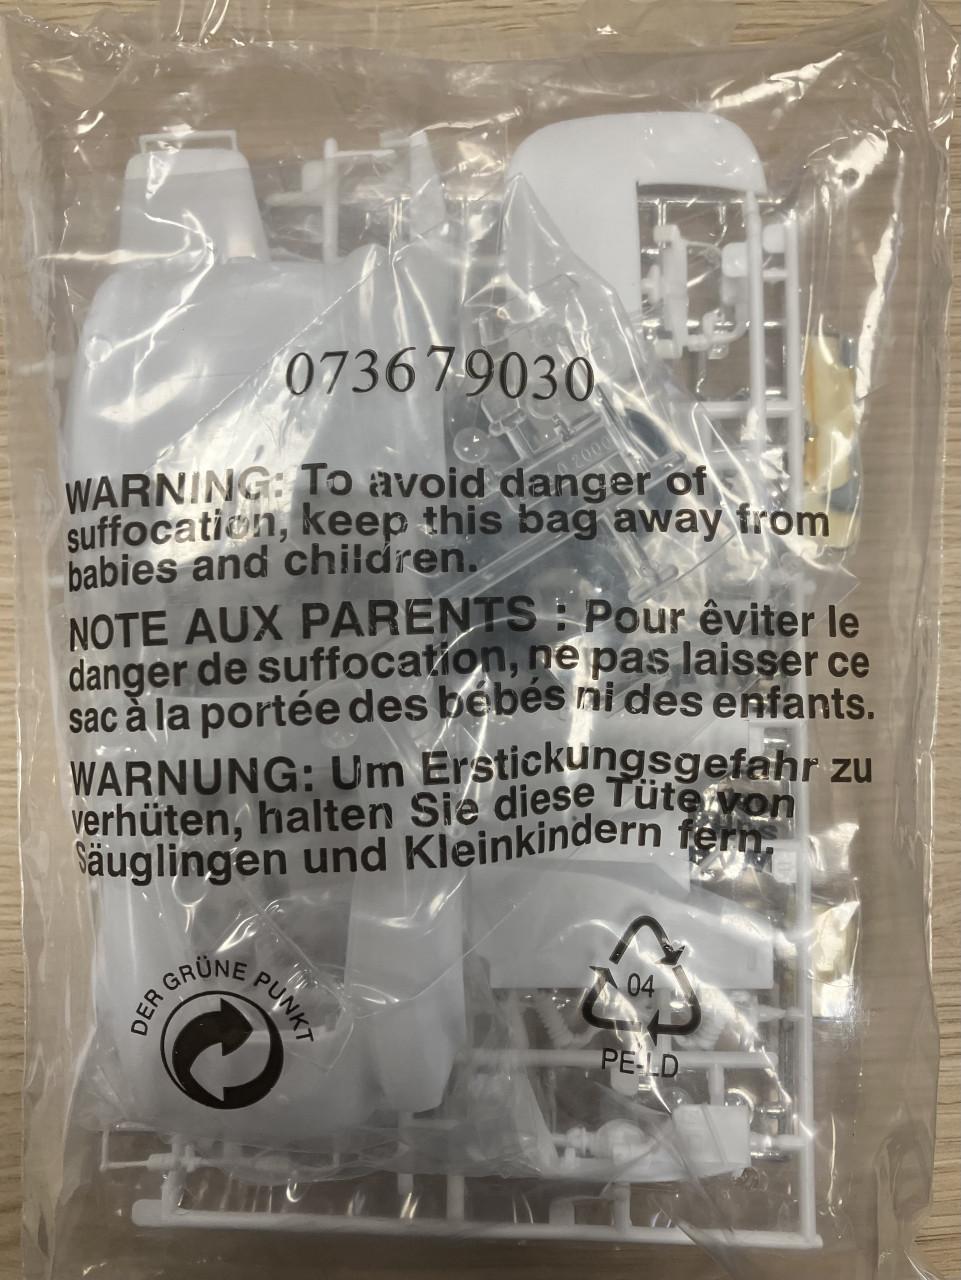 073679030
WARNING: To avoid danger of
suffocation, keep this bag away from
babies and children.
NOTE AUX PARENTS : Pour êviter le
danger de suffocation, ne pas laisser ce
sac à la portée des bébés ni des enfants.
WARNUNG: Um Erstickungsgefahr zu
verhüten, halten Sie diese Tüte von
Säuglingen und Kleinkindern fern.
DER GRÜNE PUNKT
04
PE-LD